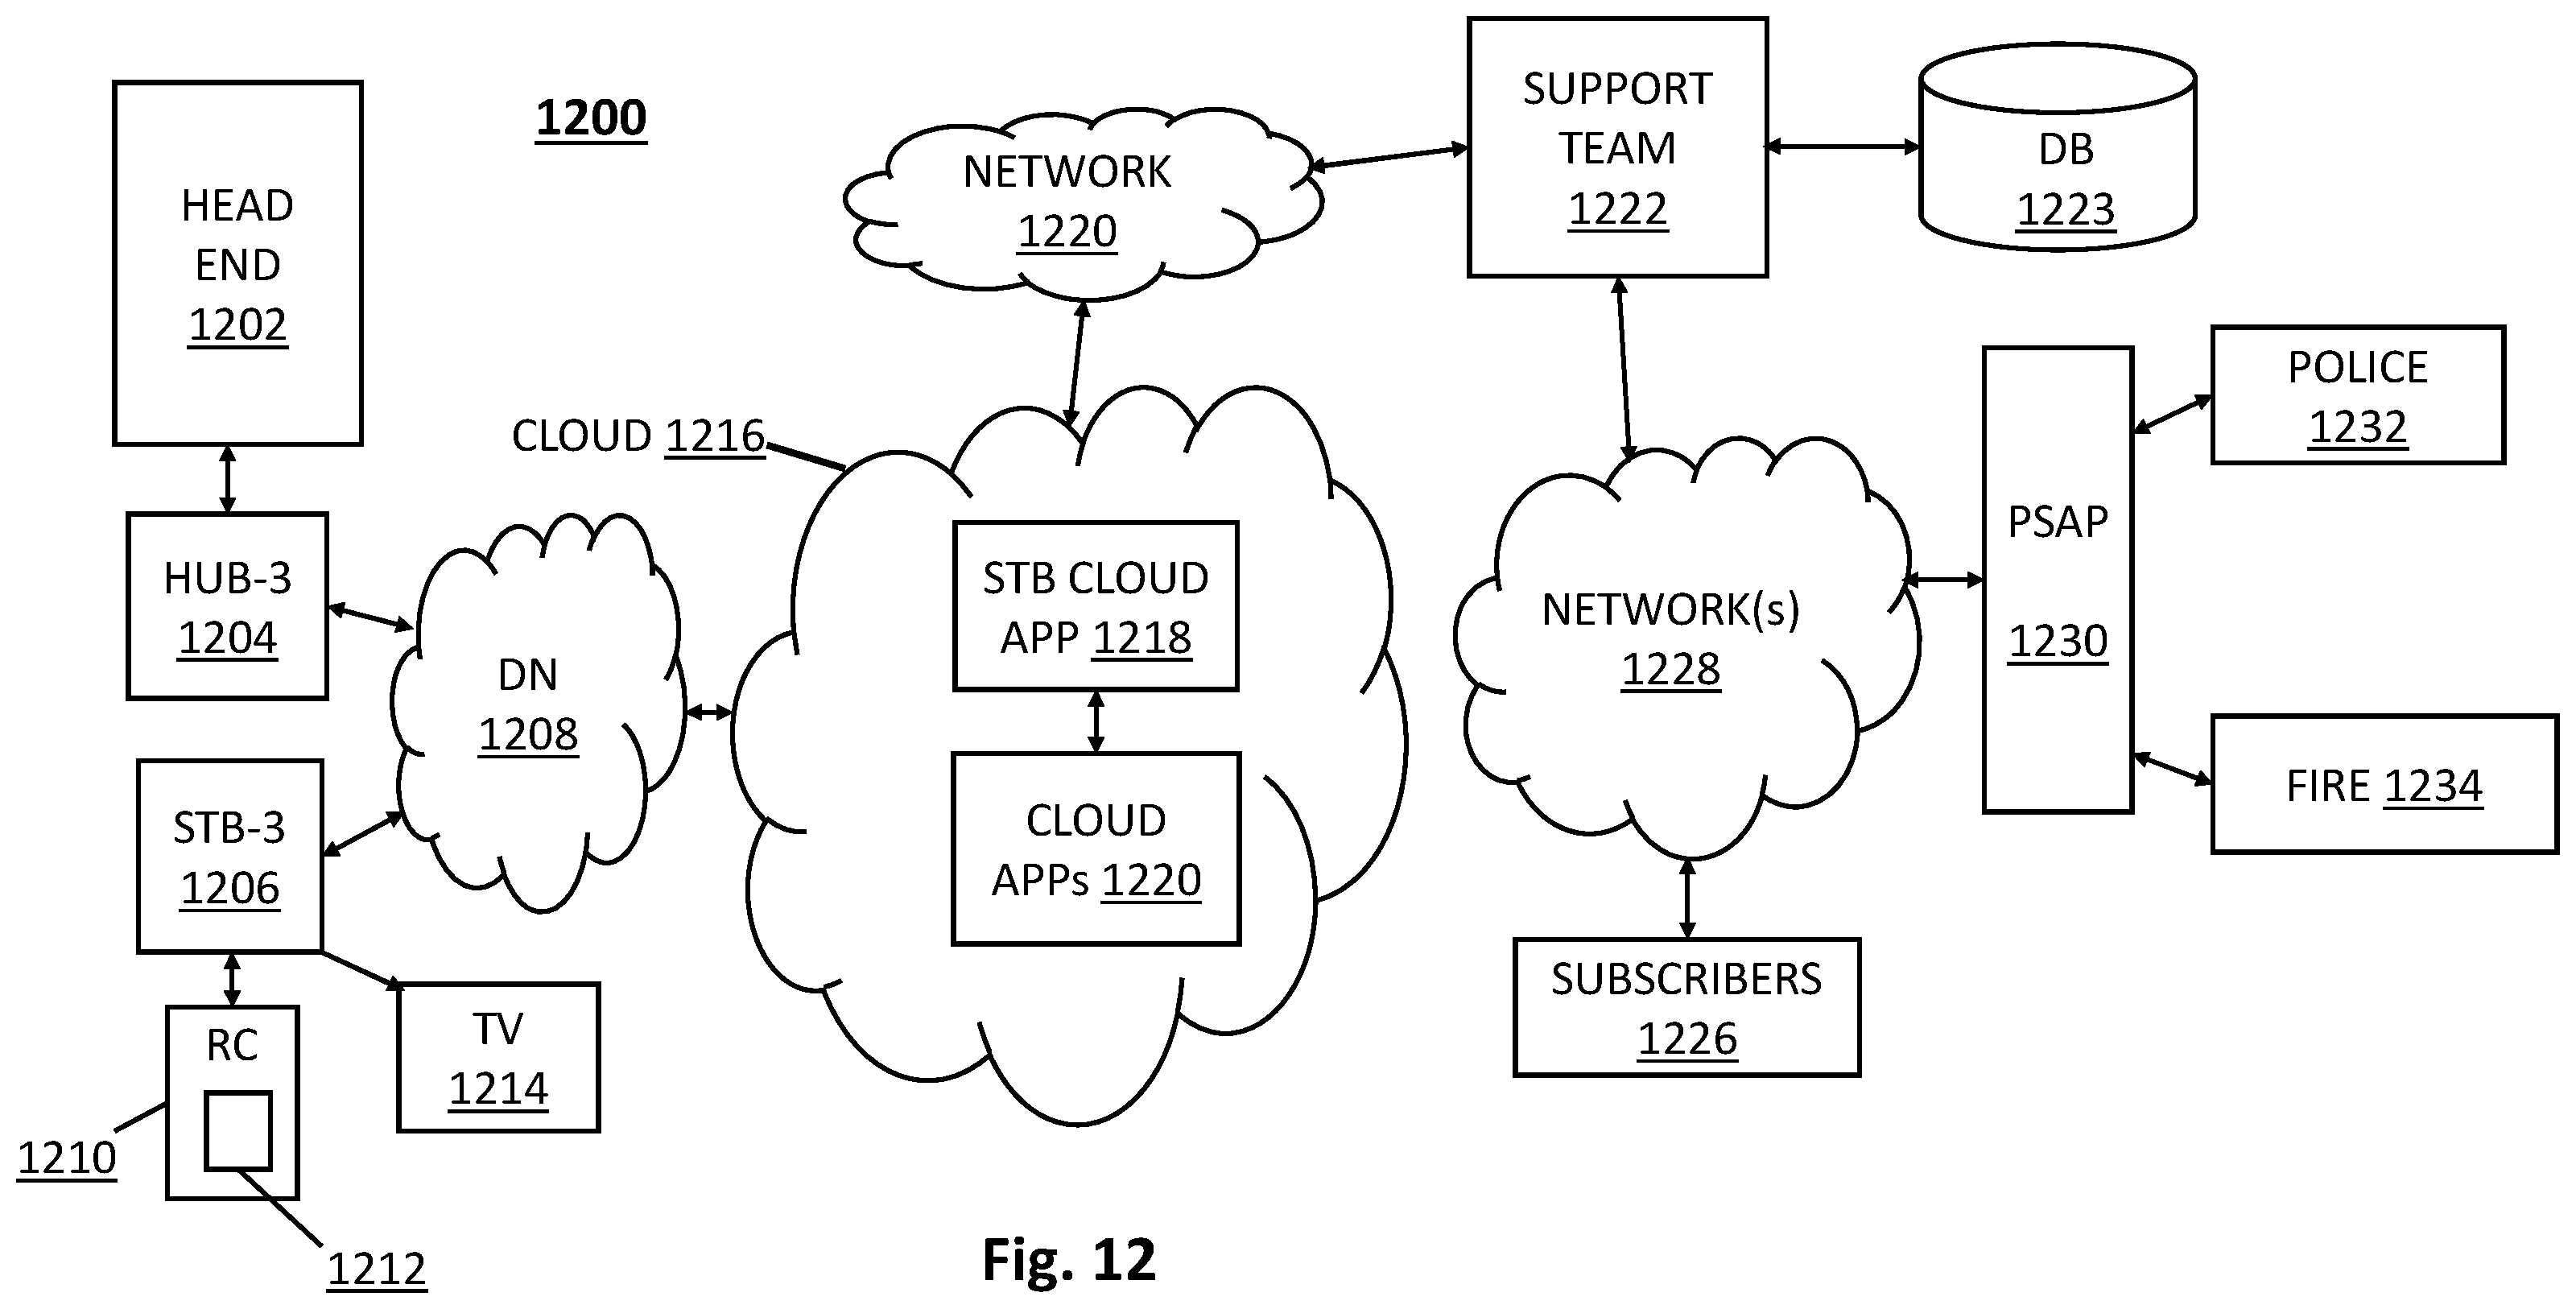 1200
HEAD
END
1202
NETWORK
1220
SUPPORT
TEAM
1222
DB
1223
CLOUD 1216
HUB-3
1204
DN
1208
STB-3
1206
RC
1210
1212
TV
1214
STB CLOUD
APP 1218
CLOUD
APPs 1220
NETWORK(s)
1228
SUBSCRIBERS
1226
PSAP
1230
POLICE
1232
FIRE 1234
Fig. 12